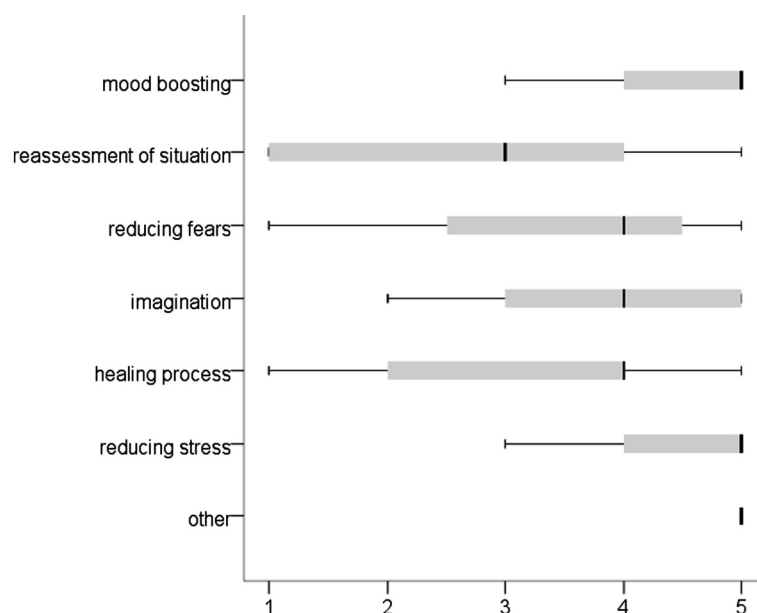 mood boosting
reassessment of situation
reducing fears
imagination
healing process
reducing stress
other
1 2 3 4 5